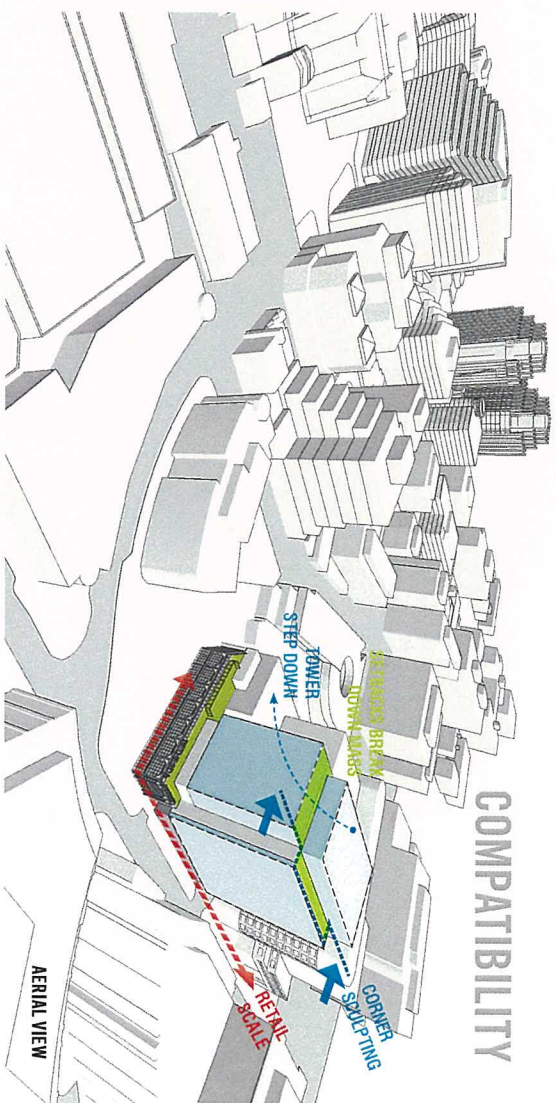 COMPATIBILITY
SETBACKS BREAK
DOWN MASS
TOWER
STEP DOWN
CORNER
SCULPTING
RETAIL
SCALE
AERIAL VIEW